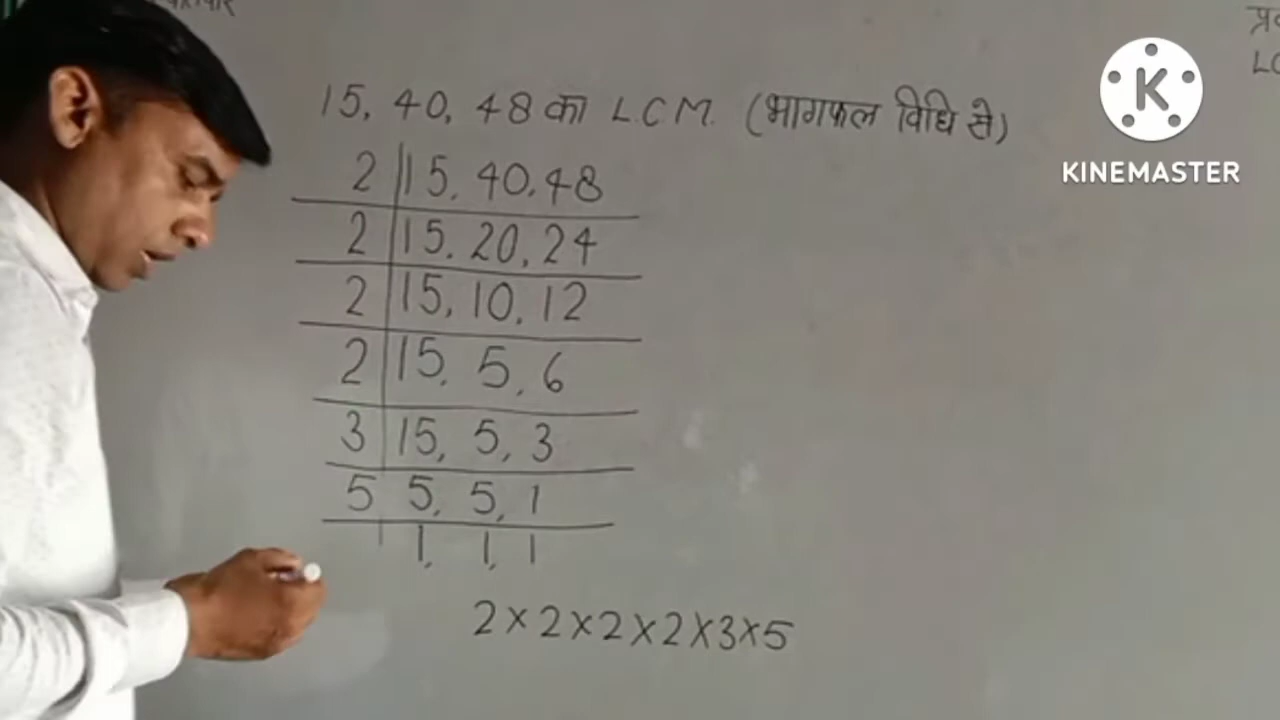 15, 40, 48 का L.C.M. (भागफल विधि से)
2 | 15, 40, 48
2 | 15, 20, 24
2 | 15, 10, 12
2 | 15, 5, 6
3 | 15, 5, 3
5 | 5, 5, 1
1, 1, 1
2×2×2×2×3×5
K
KINEMASTER